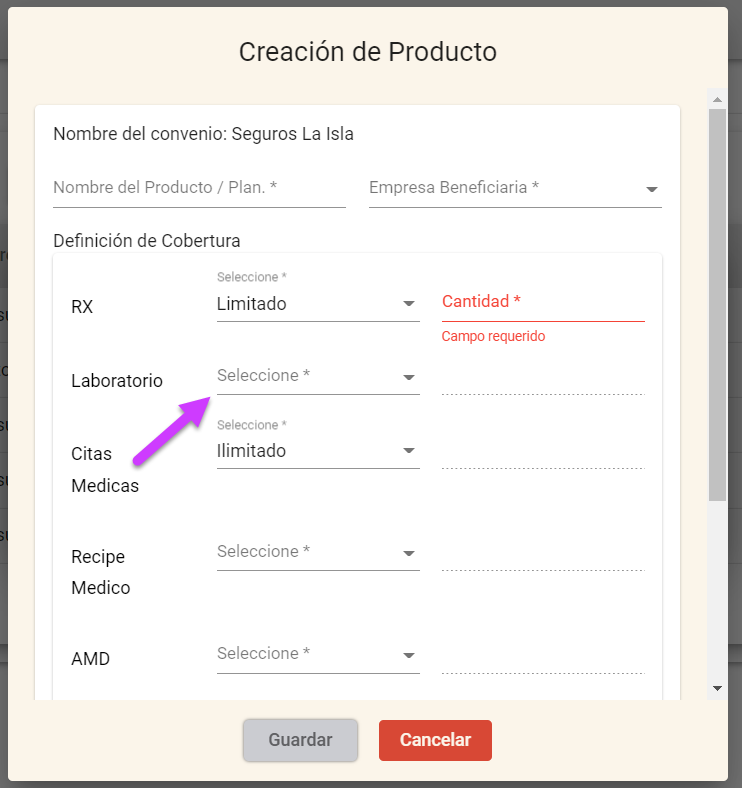 Creación de Producto
Nombre del convenio: Seguros La Isla
Nombre del Producto / Plan. *
Empresa Beneficiaria *
Definición de Cobertura
RX
Seleccione *
Limitado
Cantidad *
Campo requerido
Laboratorio
Seleccione *
Citas
Medicas
Seleccione *
Ilimitado
Recipe
Medico
Seleccione *
AMD
Seleccione *
Guardar
Cancelar